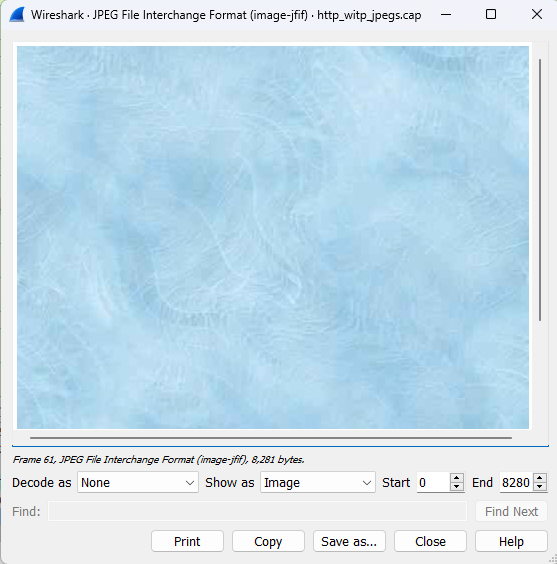 Wireshark · JPEG File Interchange Format (image-jfif) · http_witp_jpegs.cap
Frame 61, JPEG File Interchange Format (image-jfif), 8,281 bytes.
Decode as None Show as Image Start 0 End 8280
Find: Find Next
Print Copy Save as... Close Help